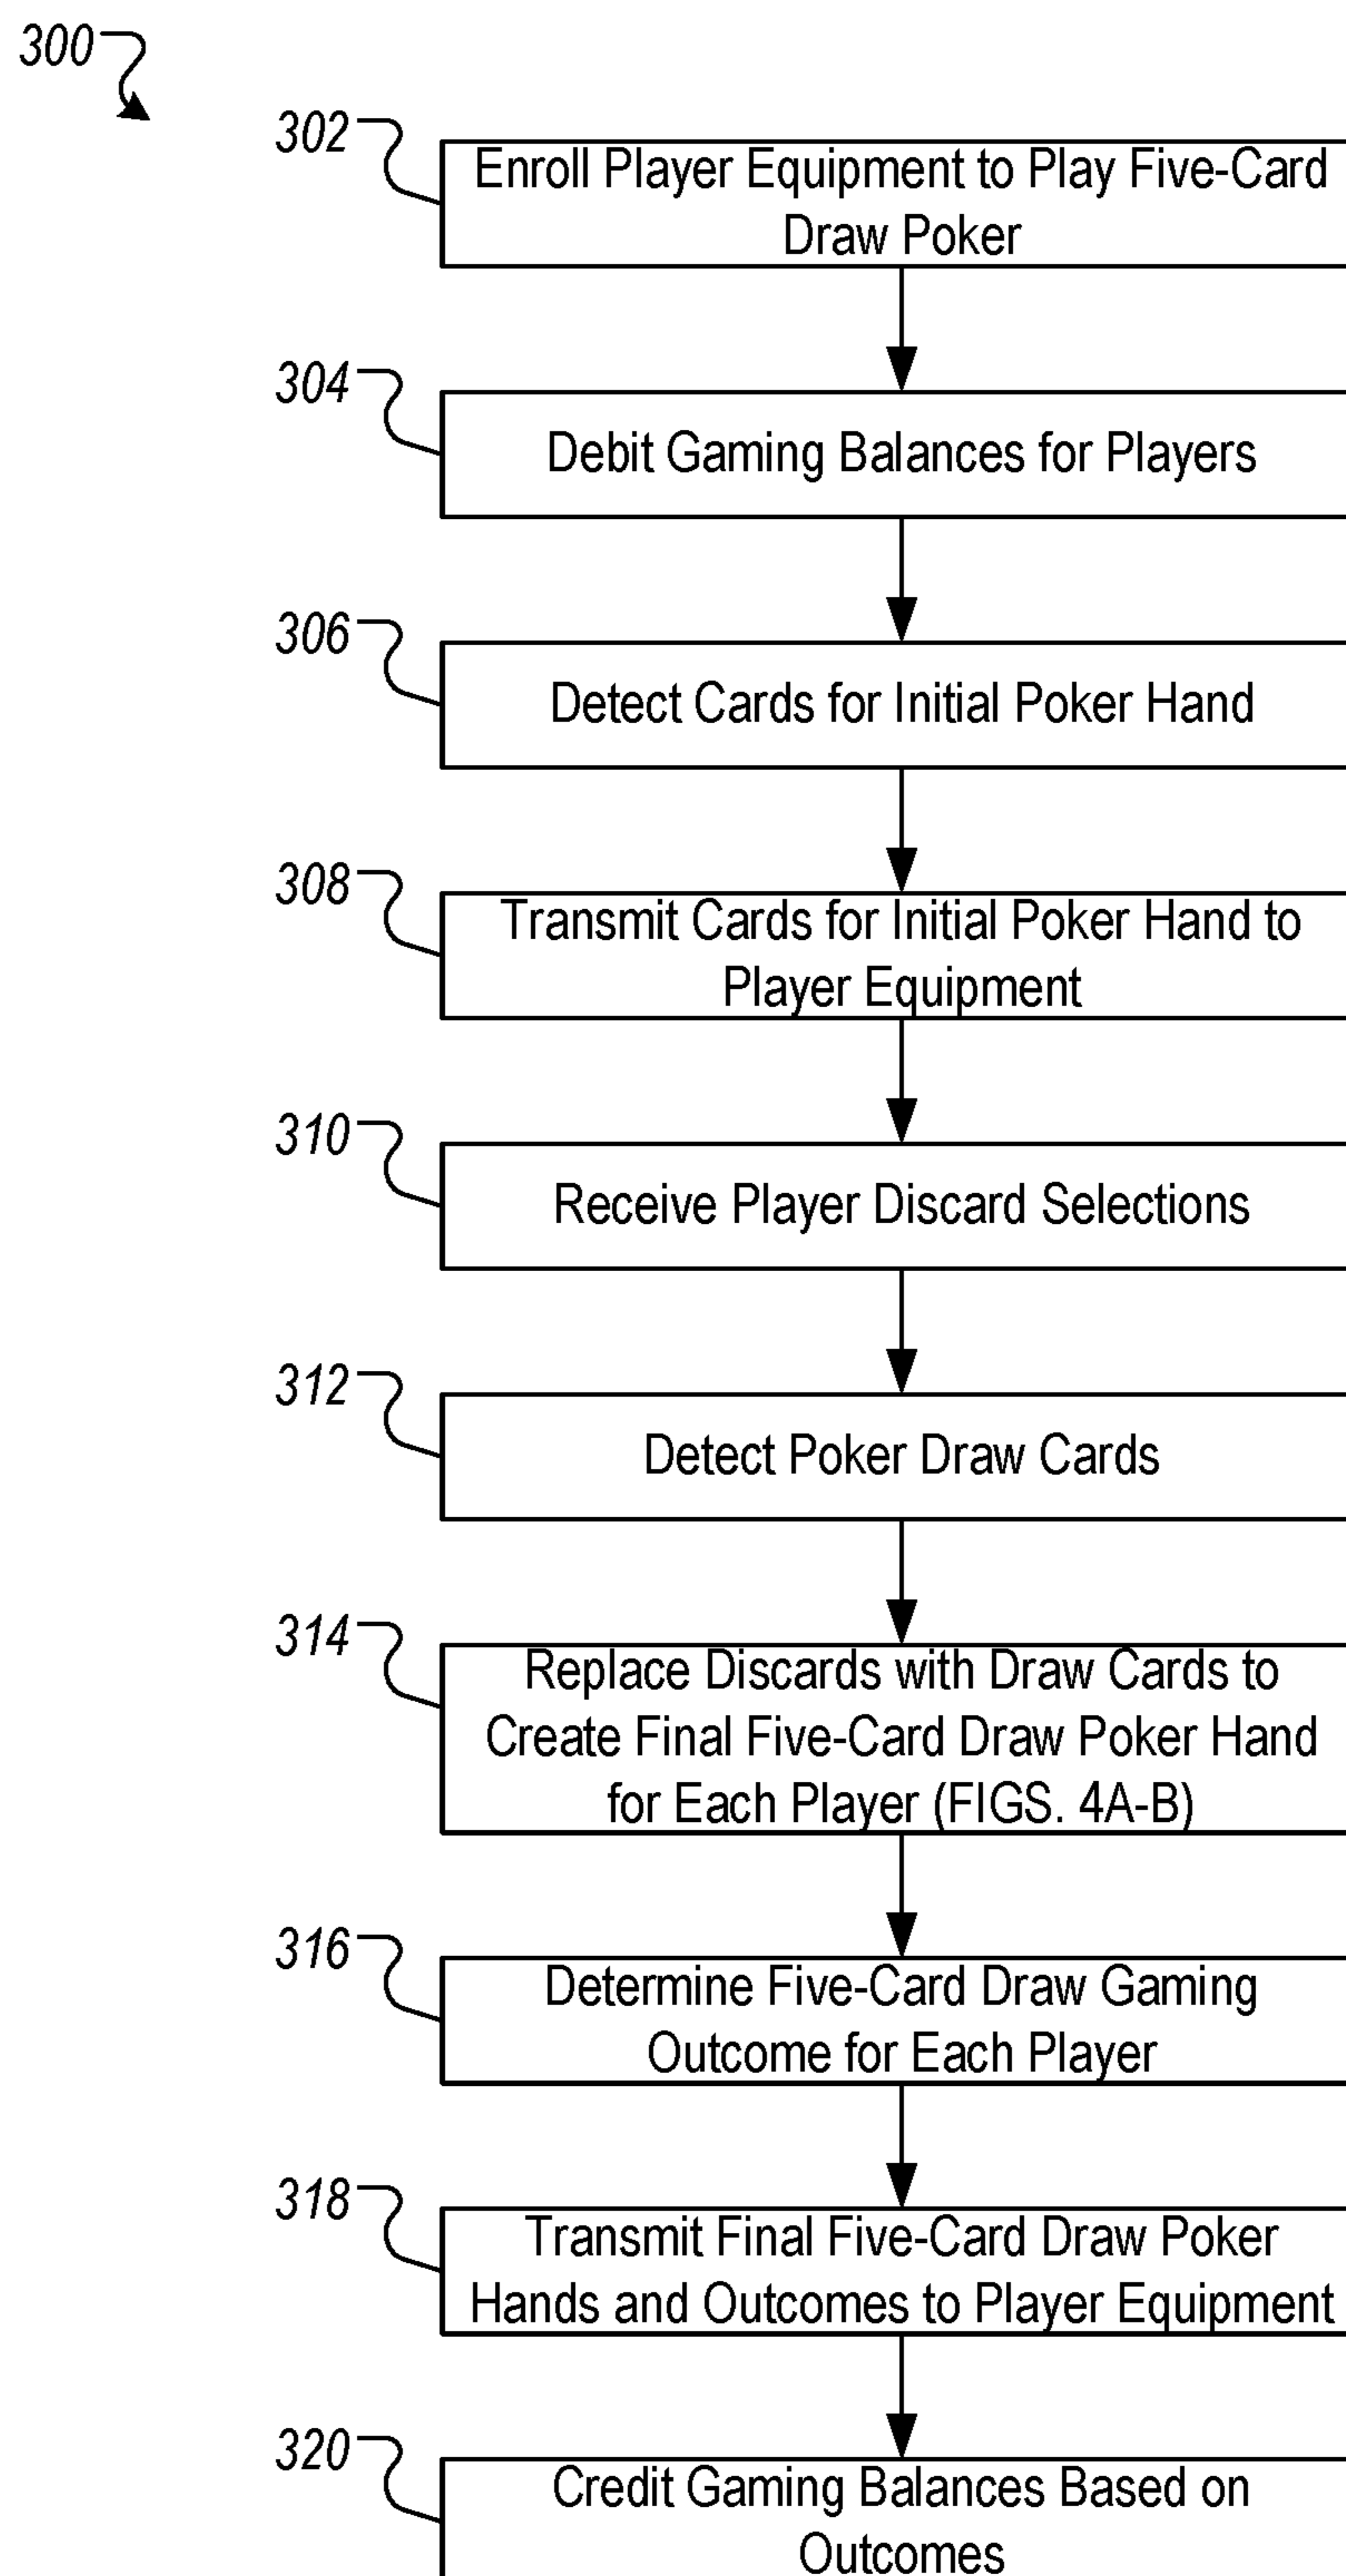 300
302
Enroll Player Equipment to Play Five-Card
Draw Poker
304
Debit Gaming Balances for Players
306
Detect Cards for Initial Poker Hand
308
Transmit Cards for Initial Poker Hand to
Player Equipment
310
Receive Player Discard Selections
312
Detect Poker Draw Cards
314
Replace Discards with Draw Cards to
Create Final Five-Card Draw Poker Hand
for Each Player (FIGS. 4A-B)
316
Determine Five-Card Draw Gaming
Outcome for Each Player
318
Transmit Final Five-Card Draw Poker
Hands and Outcomes to Player Equipment
320
Credit Gaming Balances Based on
Outcomes